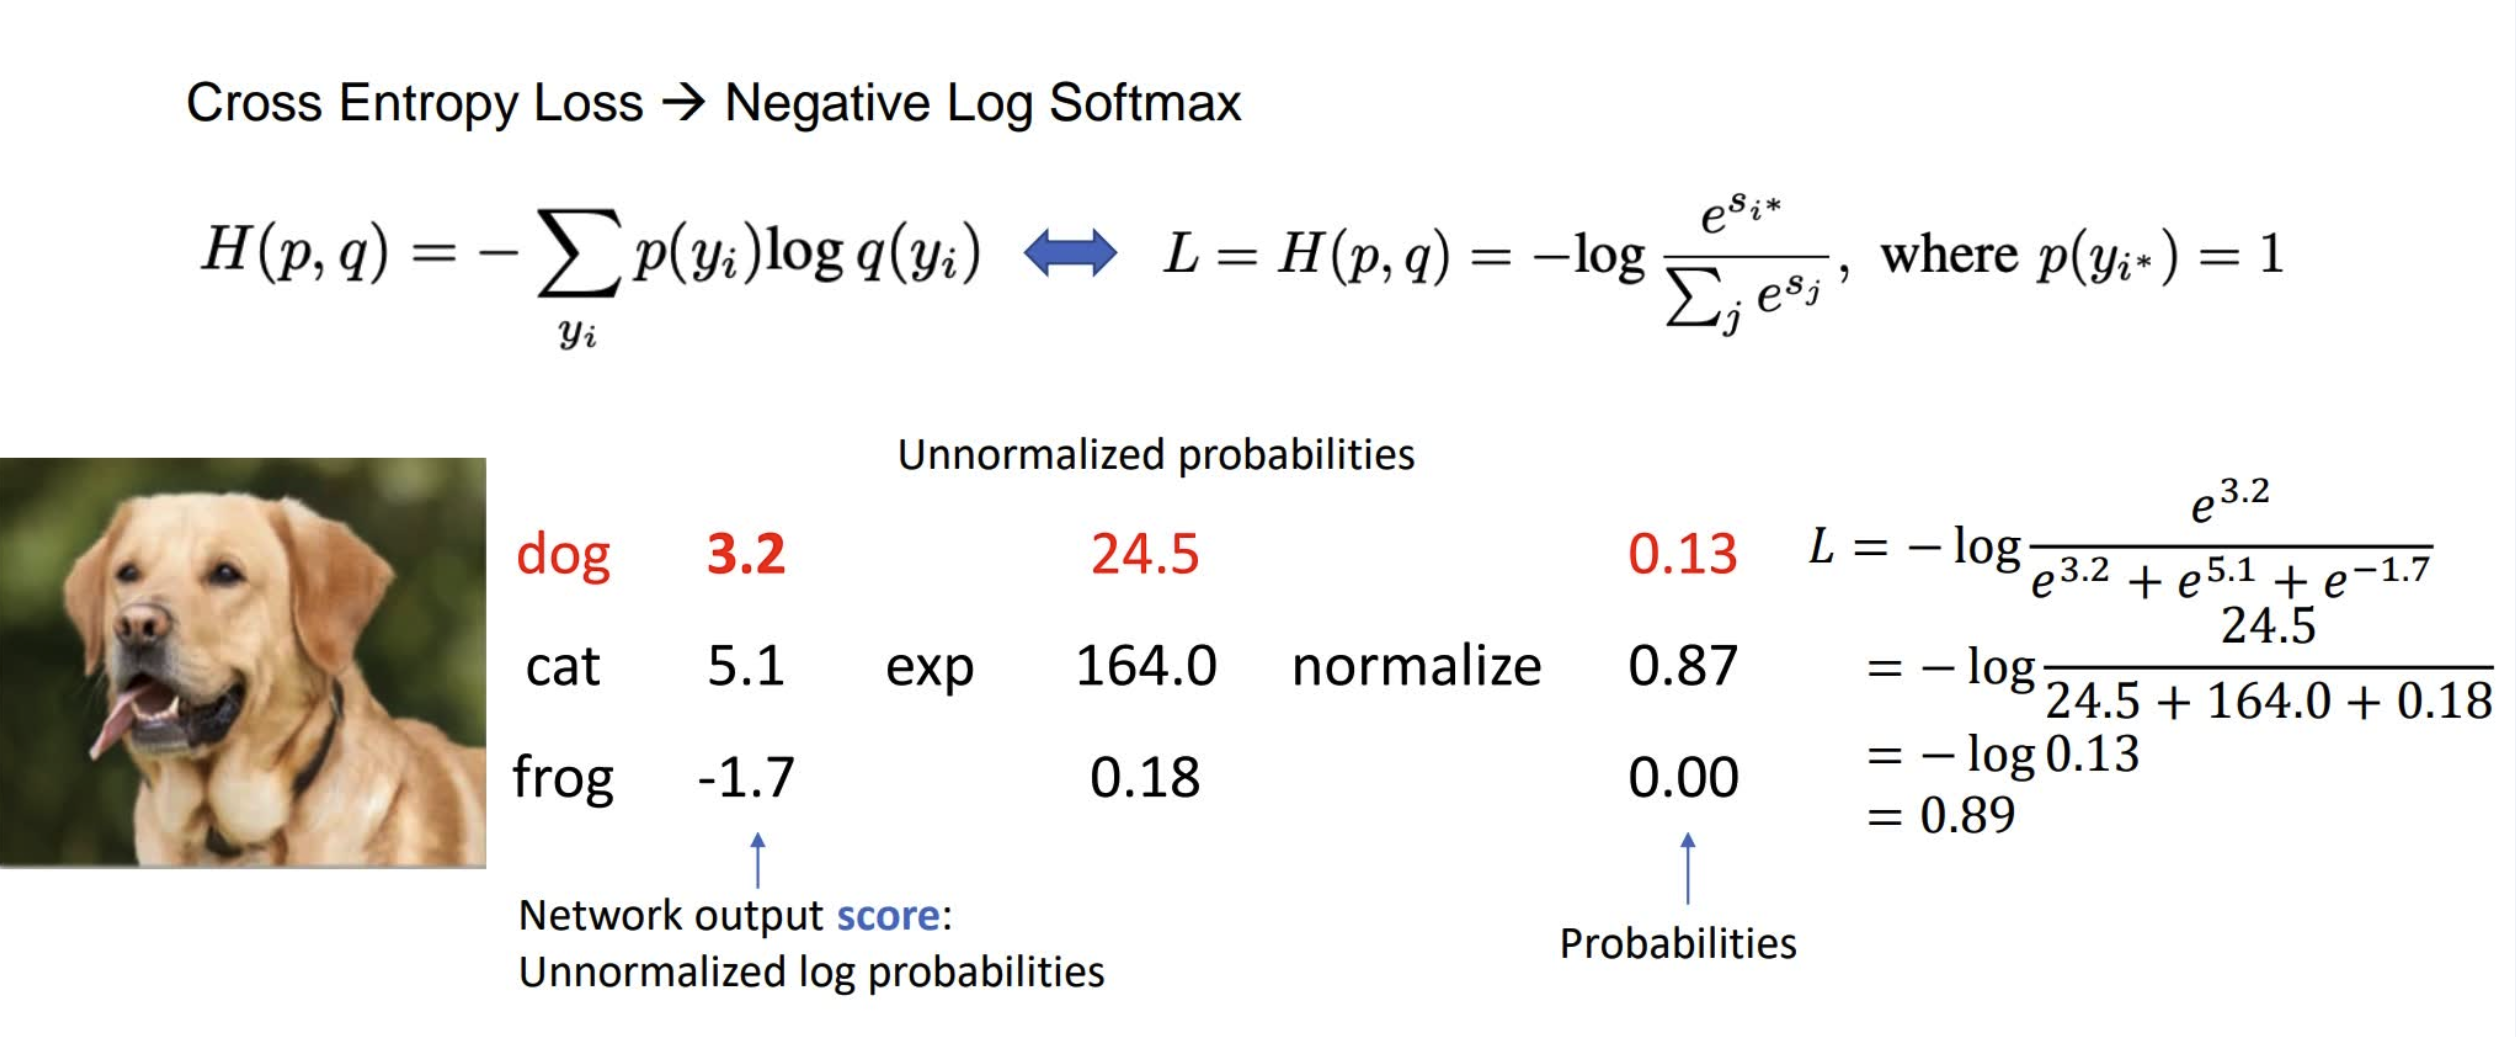 Cross Entropy Loss → Negative Log Softmax
H(p, q) = − ∑_{y_i} p(y_i) log q(y_i) ⇔ L = H(p, q) = −log \frac{e^{s_{i*}}}{∑_j e^{s_j}}, where p(y_{i*}) = 1
Unnormalized probabilities
dog 3.2 24.5 0.13
cat 5.1 exp 164.0 normalize 0.87
frog -1.7 0.18 0.00
L = − log \frac{e^{3.2}}{e^{3.2} + e^{5.1} + e^{−1.7}}
= − log \frac{24.5}{24.5 + 164.0 + 0.18}
= − log 0.13
= 0.89
Network output score:
Unnormalized log probabilities
Probabilities